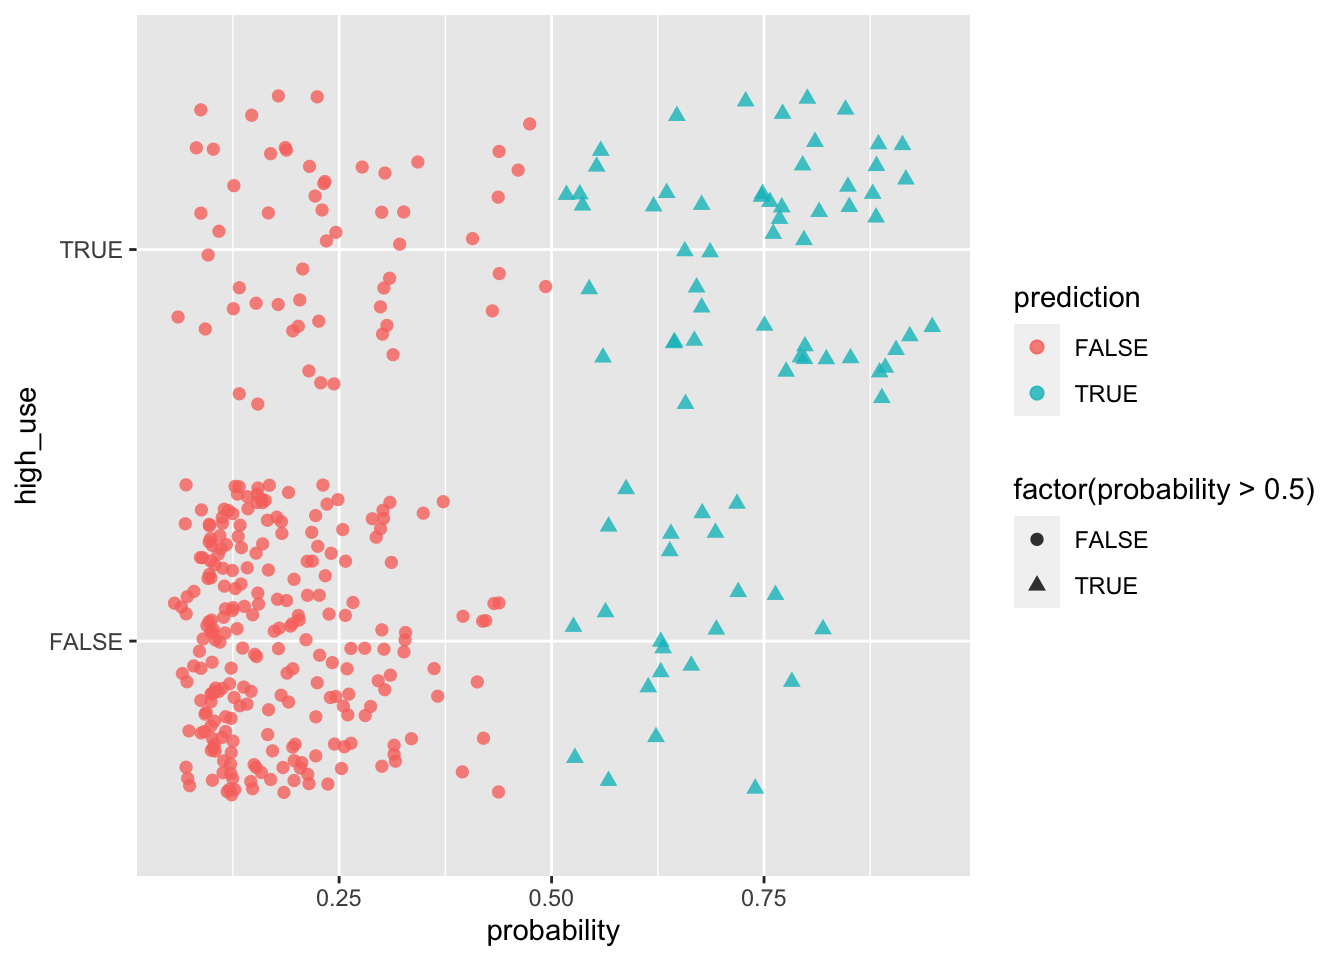 high_use
TRUE
FALSE
0.25
0.50
0.75
probability
prediction
FALSE
TRUE
factor(probability > 0.5)
FALSE
TRUE